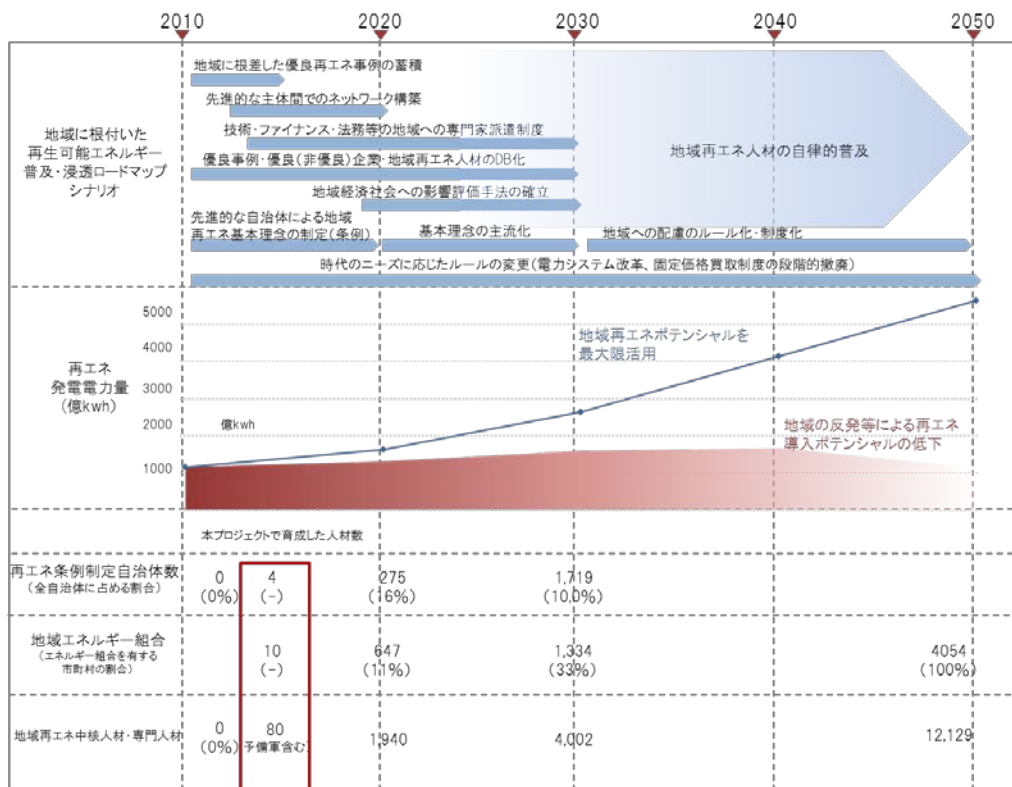 2010 2020 2030 2040 2050
地域に根付いた
再生可能エネルギー
普及・浸透ロードマップ
シナリオ
地域に根差した優良再エネ事例の蓄積
先進的な主体間でのネットワーク構築
技術・ファイナンス・法務等の地域への専門家派遣制度
優良事例・優良(非優良)企業・地域再エネ人材のDB化
地域経済社会への影響評価手法の確立
地域再エネ人材の自律的普及
先進的な自治体による地域
再エネ基本理念の制定(条例)
基本理念の主流化
地域への配慮のルール化・制度化
時代のニーズに応じたルールの変更(電力システム改革、固定価格買取制度の段階的撤廃)
再エネ
発電電力量
(億kwh)
5000
4000
3000
2000
1000
億kwh
地域再エネポテンシャルを
最大限活用
地域の反発等による再エネ
導入ポテンシャルの低下
本プロジェクトで育成した人材数
再エネ条例制定自治体数
(全自治体に占める割合)
0 4 275 1,719
(0%) (-) (16%) (10.0%)
地域エネルギー組合
(エネルギー組合を有する
市町村の割合)
10 647 1,334 4054
(-) (11%) (33%) (100%)
地域再エネ中核人材・専門人材
0 80 1,940 4,002 12,129
(0%) 予備軍含む)